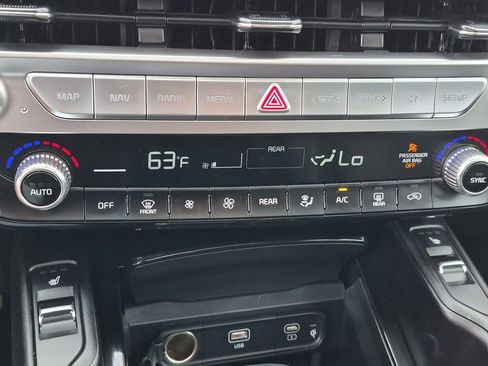 MAP NAV RADIO MEDIA < SEEK TRACK > SETUP
63°F REAR Lo PASSENGER
AIR BAG
OFF
AUTO SYNC
OFF FRONT REAR A/C REAR
USB